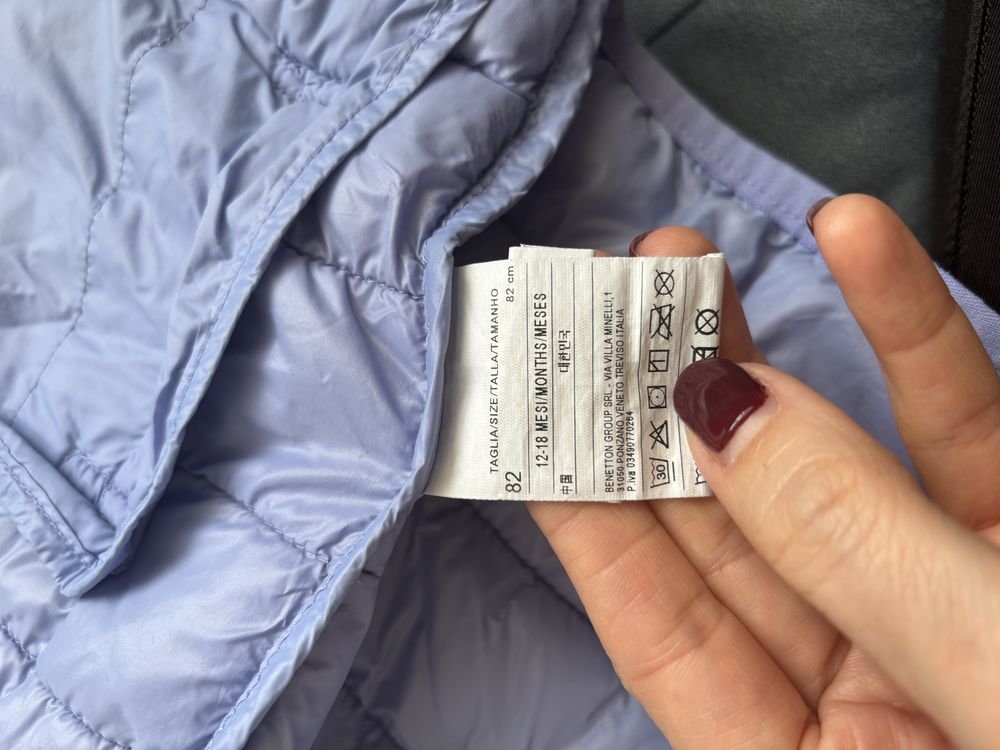 TAGLIA/SIZE/TALLA/TAMANHO
82 82 cm
12-18 MESI/MONTHS/MESES
中國 대한민국
BENETTON GROUP SRL - VIA VILLA MINELLI,1
31050 PONZANO VENETO TREVISO ITALIA
P.iva 03490770264
30